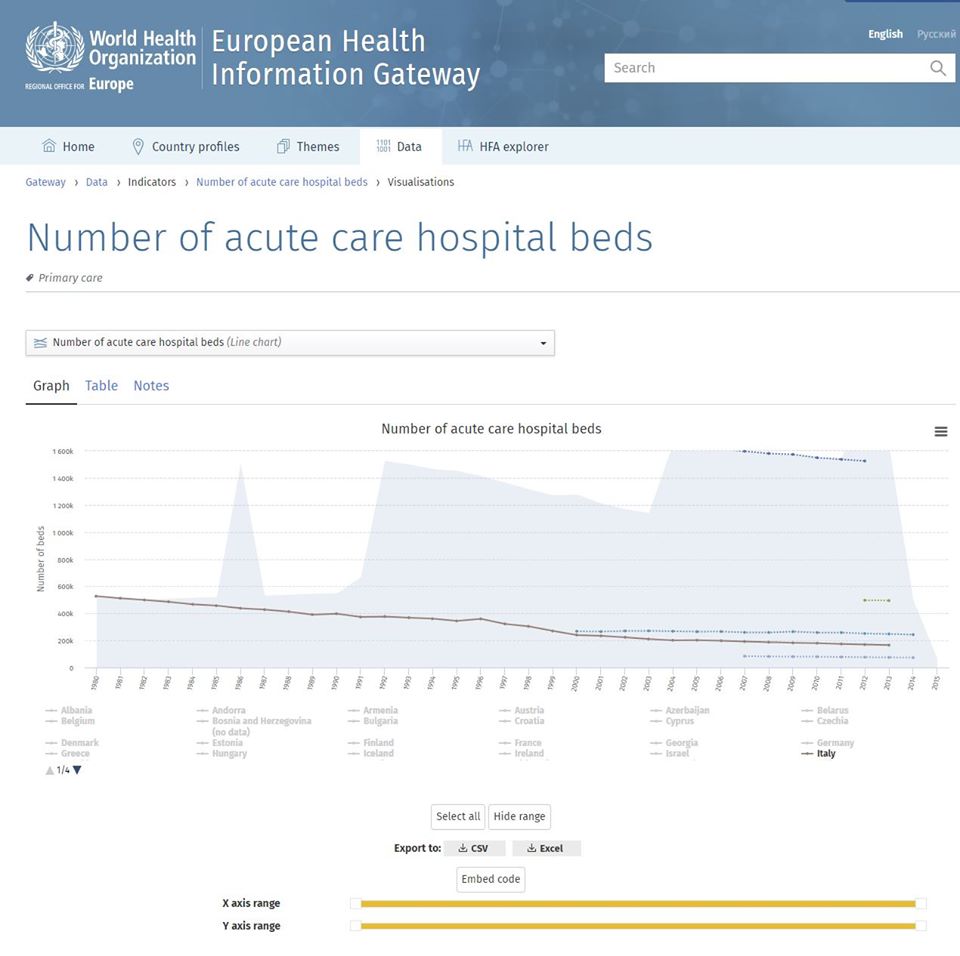 World Health
Organization
REGIONAL OFFICE FOR Europe
European Health
Information Gateway
English Русский
Search
Home Country profiles Themes 1101 1001 Data HFA HFA explorer
Gateway › Data › Indicators › Number of acute care hospital beds › Visualisations
Number of acute care hospital beds
Primary care
Number of acute care hospital beds (Line chart)
Graph Table Notes
Number of acute care hospital beds
Number of beds
1 600k
1 400k
1 200k
1 000k
800k
600k
400k
200k
0
1980 1981 1982 1983 1984 1985 1986 1987 1988 1989 1990 1991 1992 1993 1994 1995 1996 1997 1998 1999 2000 2001 2002 2003 2004 2005 2006 2007 2008 2009 2010 2011 2012 2013 2014 2015
Albania Andorra Armenia Austria Azerbaijan Belarus
Belgium Bosnia and Herzegovina Bulgaria Croatia Cyprus Czechia
(no data)
Denmark Estonia Finland France Georgia Germany
Greece Hungary Iceland Ireland Israel Italy
1/4
Select all Hide range
Export to: CSV Excel
Embed code
X axis range
Y axis range